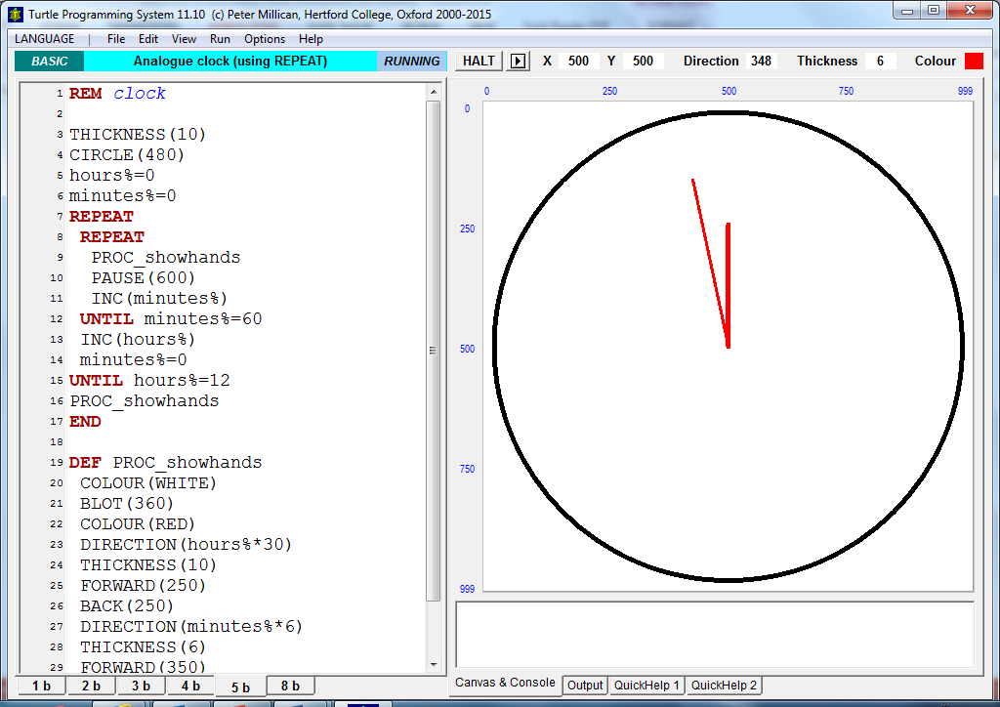 Turtle Programming System 11.10 (c) Peter Millican, Hertford College, Oxford 2000-2015
LANGUAGE | File Edit View Run Options Help
BASIC Analogue clock (using REPEAT) RUNNING HALT X 500 Y 500 Direction 348 Thickness 6 Colour
1 REM clock
2
3 THICKNESS(10)
4 CIRCLE(480)
5 hours%=0
6 minutes%=0
7 REPEAT
8 REPEAT
9 PROC_showhands
10 PAUSE(600)
11 INC(minutes%)
12 UNTIL minutes%=60
13 INC(hours%)
14 minutes%=0
15 UNTIL hours%=12
16 PROC_showhands
17 END
18
19 DEF PROC_showhands
20 COLOUR(WHITE)
21 BLOT(360)
22 COLOUR(RED)
23 DIRECTION(hours%*30)
24 THICKNESS(10)
25 FORWARD(250)
26 BACK(250)
27 DIRECTION(minutes%*6)
28 THICKNESS(6)
29 FORWARD(350)
1 b 2 b 3 b 4 b 5 b 8 b
0 250 500 750 999
0
250
500
750
999
Canvas & Console Output QuickHelp 1 QuickHelp 2